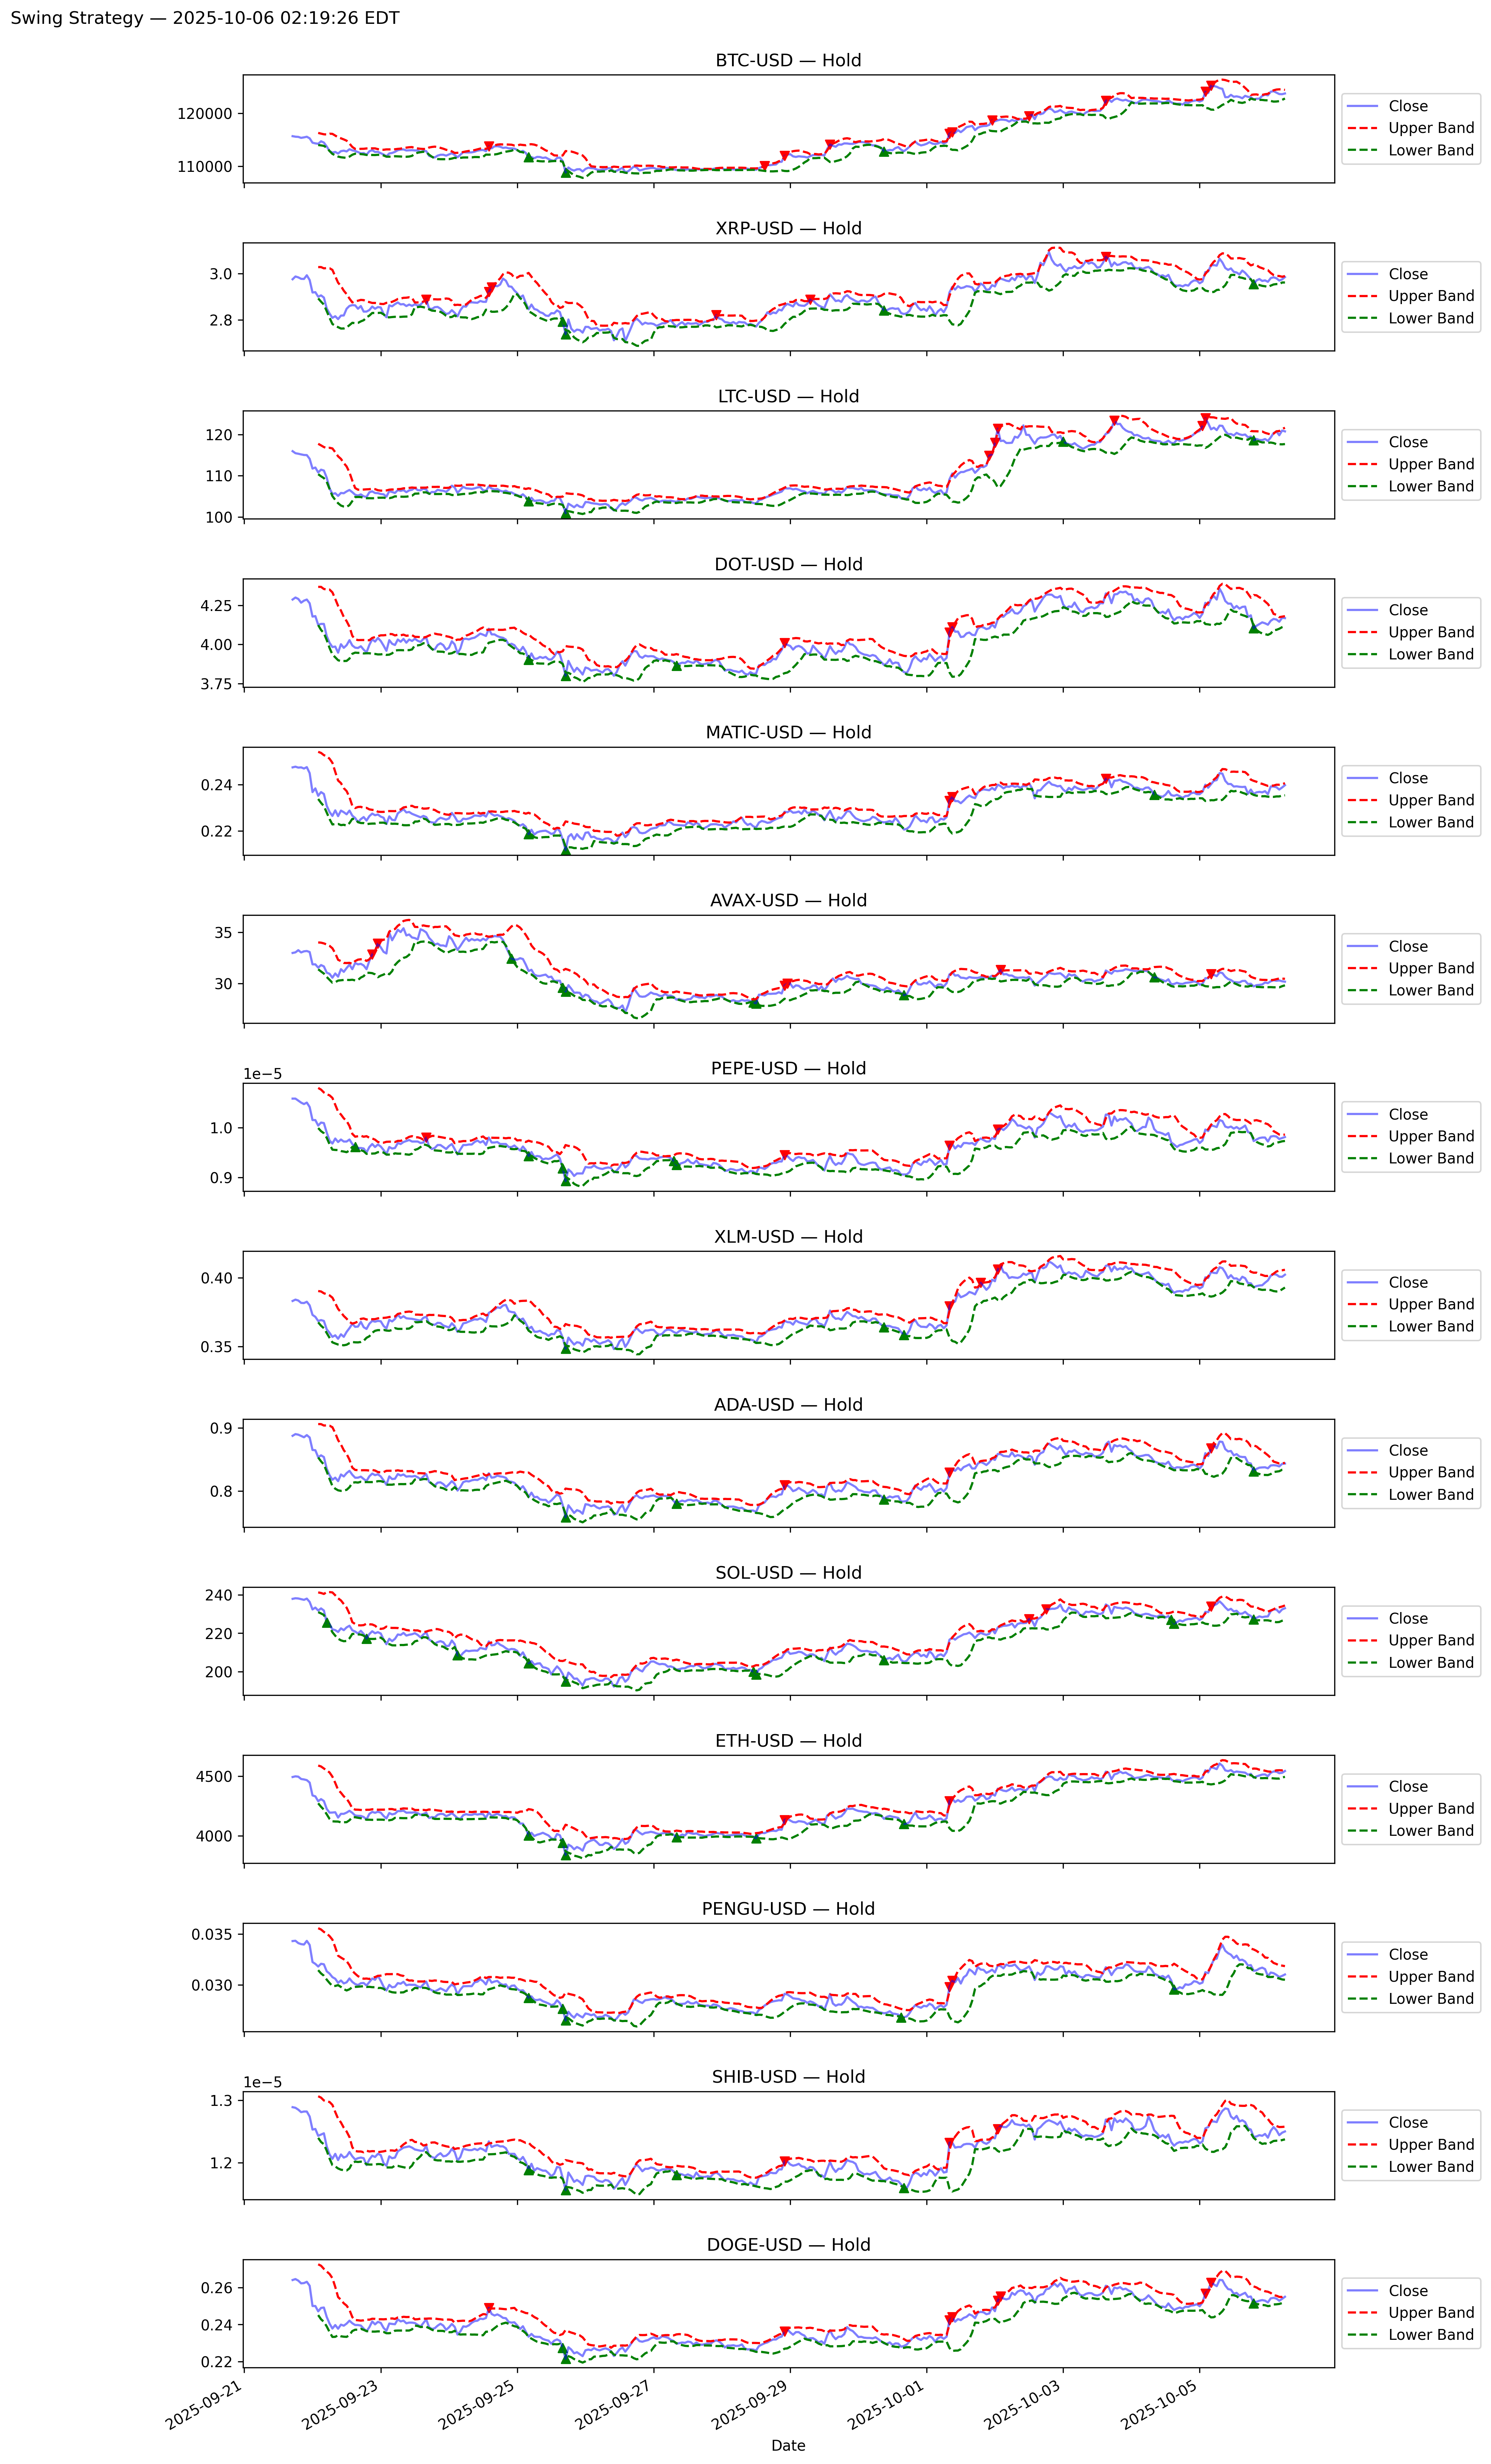 Swing Strategy — 2025-10-06 02:19:26 EDT
BTC-USD — Hold
120000
110000
Close
Upper Band
Lower Band
XRP-USD — Hold
3.0
2.8
Close
Upper Band
Lower Band
LTC-USD — Hold
120
110
100
Close
Upper Band
Lower Band
DOT-USD — Hold
4.25
4.00
3.75
Close
Upper Band
Lower Band
MATIC-USD — Hold
0.24
0.22
Close
Upper Band
Lower Band
AVAX-USD — Hold
35
30
Close
Upper Band
Lower Band
PEPE-USD — Hold
1e−5
1.0
0.9
Close
Upper Band
Lower Band
XLM-USD — Hold
0.40
0.35
Close
Upper Band
Lower Band
ADA-USD — Hold
0.9
0.8
Close
Upper Band
Lower Band
SOL-USD — Hold
240
220
200
Close
Upper Band
Lower Band
ETH-USD — Hold
4500
4000
Close
Upper Band
Lower Band
PENGU-USD — Hold
0.035
0.030
Close
Upper Band
Lower Band
SHIB-USD — Hold
1e−5
1.3
1.2
Close
Upper Band
Lower Band
DOGE-USD — Hold
0.26
0.24
0.22
Close
Upper Band
Lower Band
2025-09-21
2025-09-23
2025-09-25
2025-09-27
2025-09-29
2025-10-01
2025-10-03
2025-10-05
Date